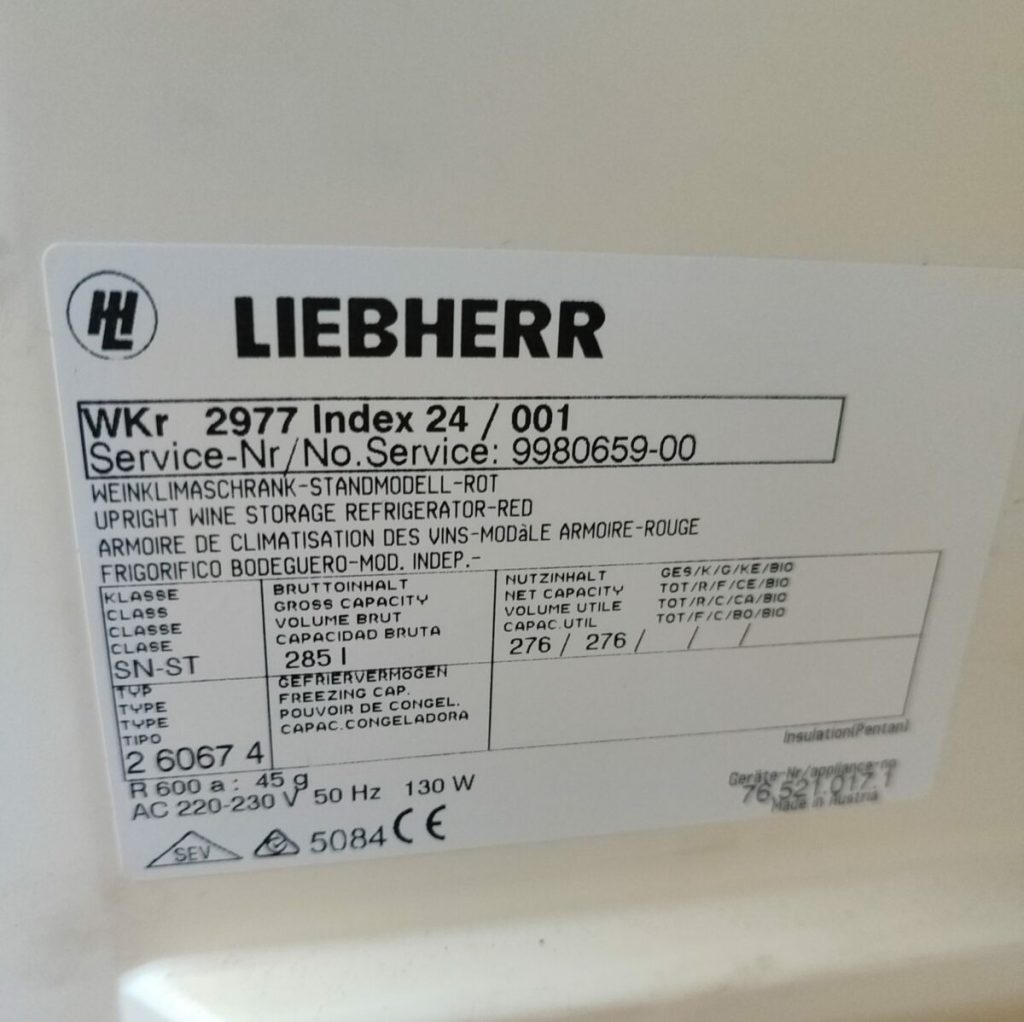 HL
LIEBHERR
WKr 2977 Index 24 / 001
Service-Nr/No.Service: 9980659-00
WEINKLIMASCHRANK-STANDMODELL-ROT
UPRIGHT WINE STORAGE REFRIGERATOR-RED
ARMOIRE DE CLIMATISATION DES VINS-MODàLE ARMOIRE-ROUGE
FRIGORIFICO BODEGUERO-MOD. INDEP.-
KLASSE
CLASS
CLASSE
CLASE
SN-ST
BRUTTOINHALT
GROSS CAPACITY
VOLUME BRUT
CAPACIDAD BRUTA
285 l
NUTZINHALT GES/K/G/KE/BIO
NET CAPACITY TOT/R/F/CE/BIO
VOLUME UTILE TOT/R/C/CA/BIO
CAPAC.UTIL TOT/F/C/BO/BIO
276 / 276 / / /
TYP
TYPE
TYPE
TIPO
2 6067 4
GEFRIERVERMöGEN
FREEZING CAP.
POUVOIR DE CONGEL.
CAPAC.CONGELADORA
Insulation(Pentan)
R 600 a : 45 g
AC 220-230 V 50 Hz 130 W
Geräte-Nr/appliance-no
76.521.017.1
Made in Austria
SEV 5084 CE